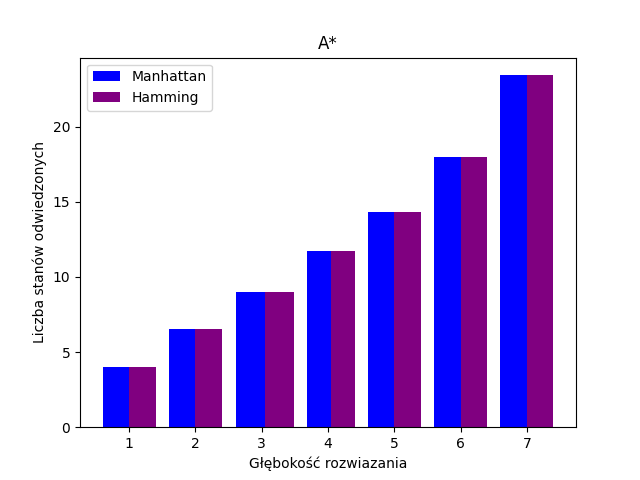 A*
Manhattan
Hamming
Liczba stanów odwiedzonych
20
15
10
5
0
1 2 3 4 5 6 7
Głębokość rozwiazania